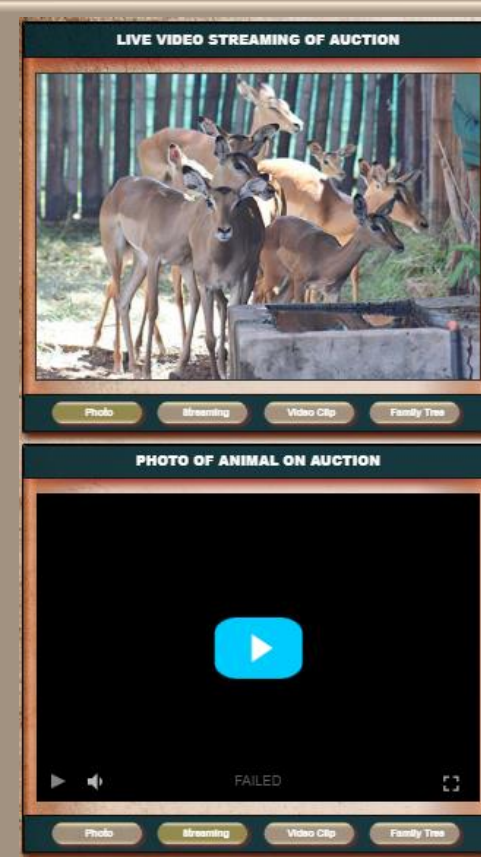 LIVE VIDEO STREAMING OF AUCTION
Photo Streaming Video Clip Family Tree
PHOTO OF ANIMAL ON AUCTION
FAILED
Photo Streaming Video Clip Family Tree